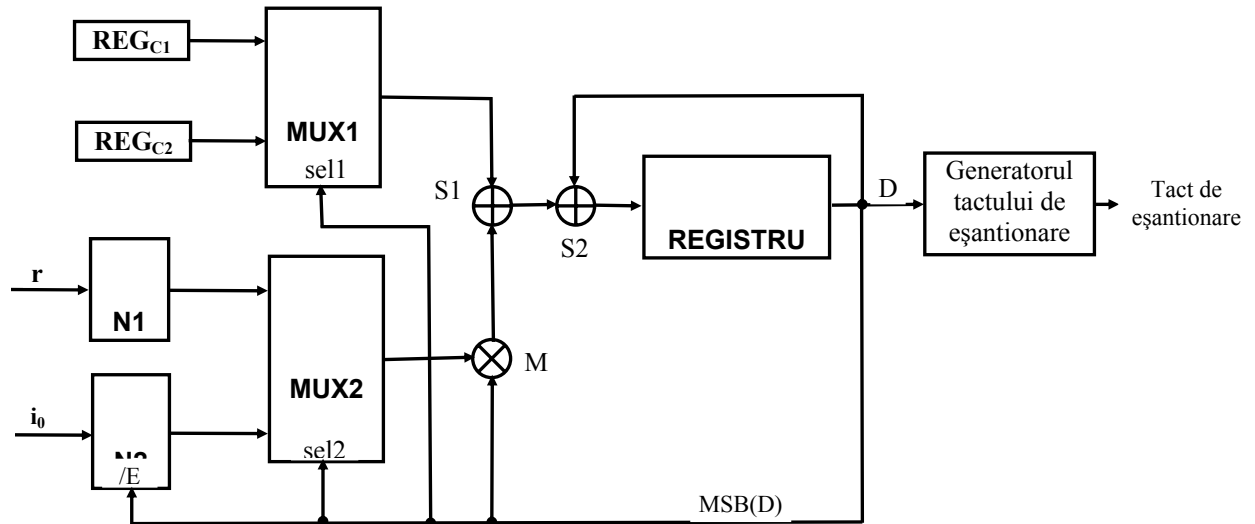 REGC1
REGC2
MUX1
sel1
S1
S2
REGISTRU
D
Generatorul
tactului de
eşantionare
Tact de
eşantionare
r
N1
MUX2
sel2
M
i0
/E
MSB(D)